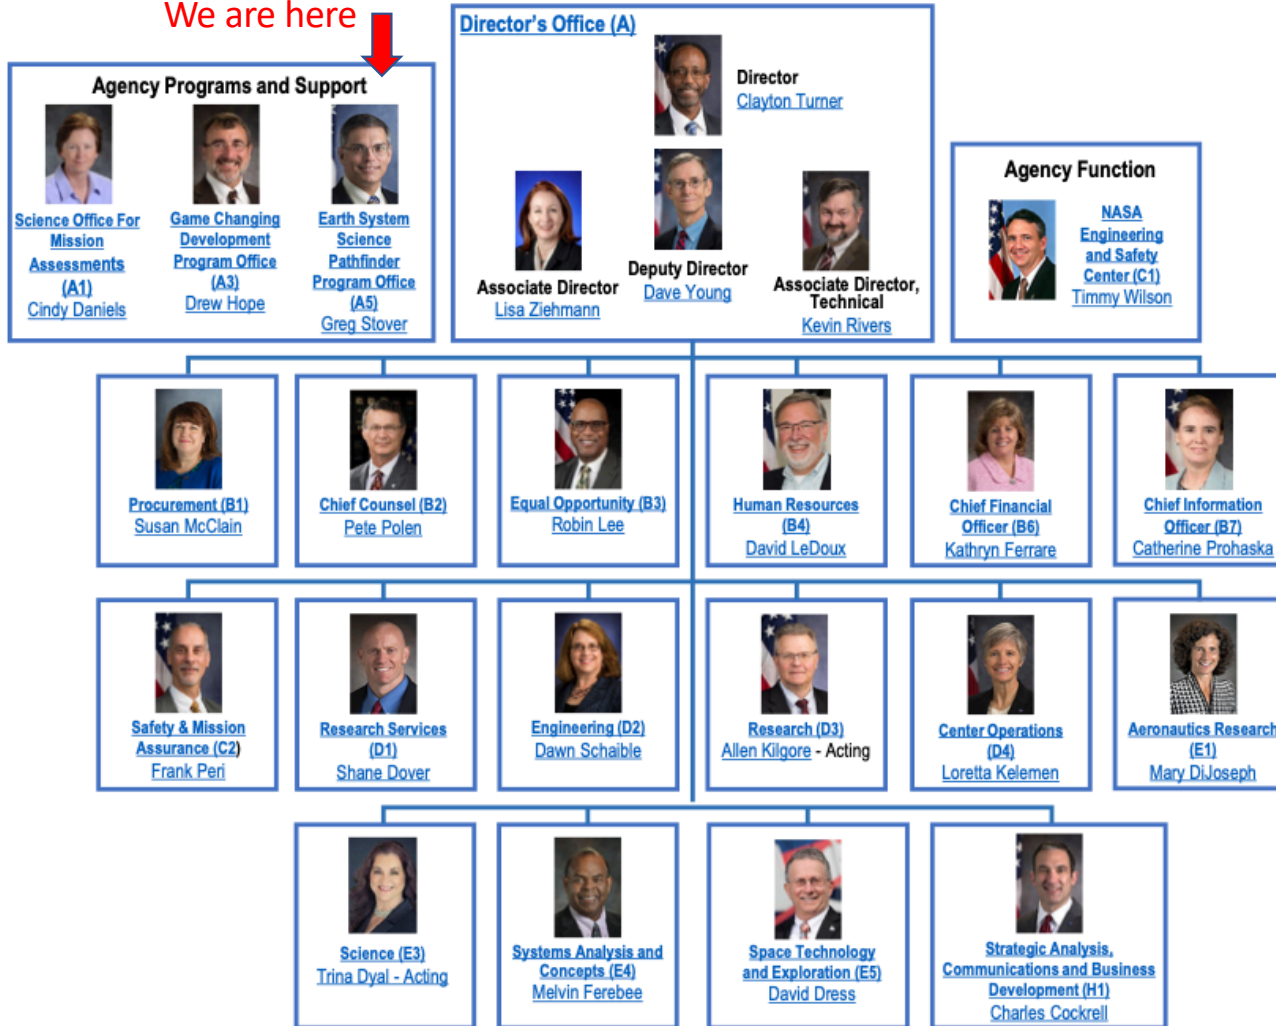 We are here
Director's Office (A)
Director
Clayton Turner
Associate Director
Lisa Ziehmann
Deputy Director
Dave Young
Associate Director,
Technical
Kevin Rivers
Agency Programs and Support
Science Office For
Mission
Assessments
(A1)
Cindy Daniels
Game Changing
Development
Program Office
(A3)
Drew Hope
Earth System
Science
Pathfinder
Program Office
(A5)
Greg Stover
Agency Function
NASA
Engineering
and Safety
Center (C1)
Timmy Wilson
Procurement (B1)
Susan McClain
Chief Counsel (B2)
Pete Polen
Equal Opportunity (B3)
Robin Lee
Human Resources
(B4)
David LeDoux
Chief Financial
Officer (B6)
Kathryn Ferrare
Chief Information
Officer (B7)
Catherine Prohaska
Safety & Mission
Assurance (C2)
Frank Peri
Research Services
(D1)
Shane Dover
Engineering (D2)
Dawn Schaible
Research (D3)
Allen Kilgore - Acting
Center Operations
(D4)
Loretta Kelemen
Aeronautics Research
(E1)
Mary DiJoseph
Science (E3)
Trina Dyal - Acting
Systems Analysis and
Concepts (E4)
Melvin Ferebee
Space Technology
and Exploration (E5)
David Dress
Strategic Analysis,
Communications and Business
Development (H1)
Charles Cockrell